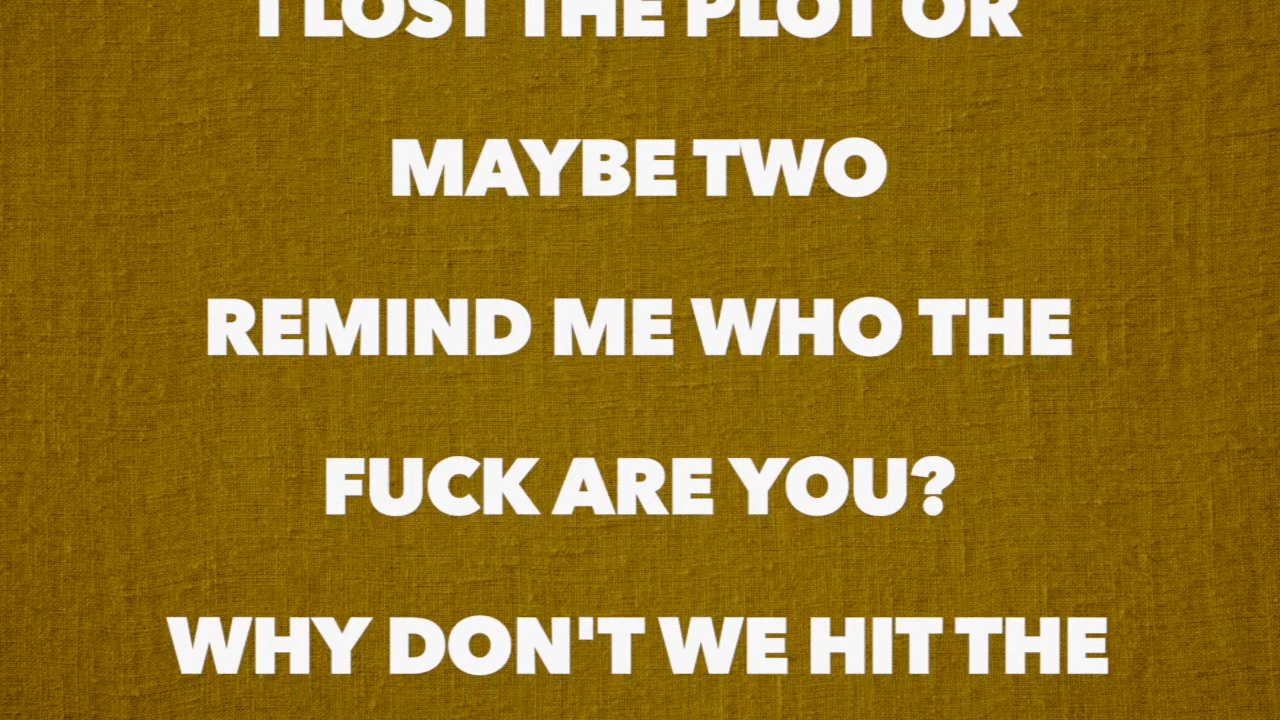 I LOST THE PLOT OR
MAYBE TWO
REMIND ME WHO THE
FUCK ARE YOU?
WHY DON'T WE HIT THE